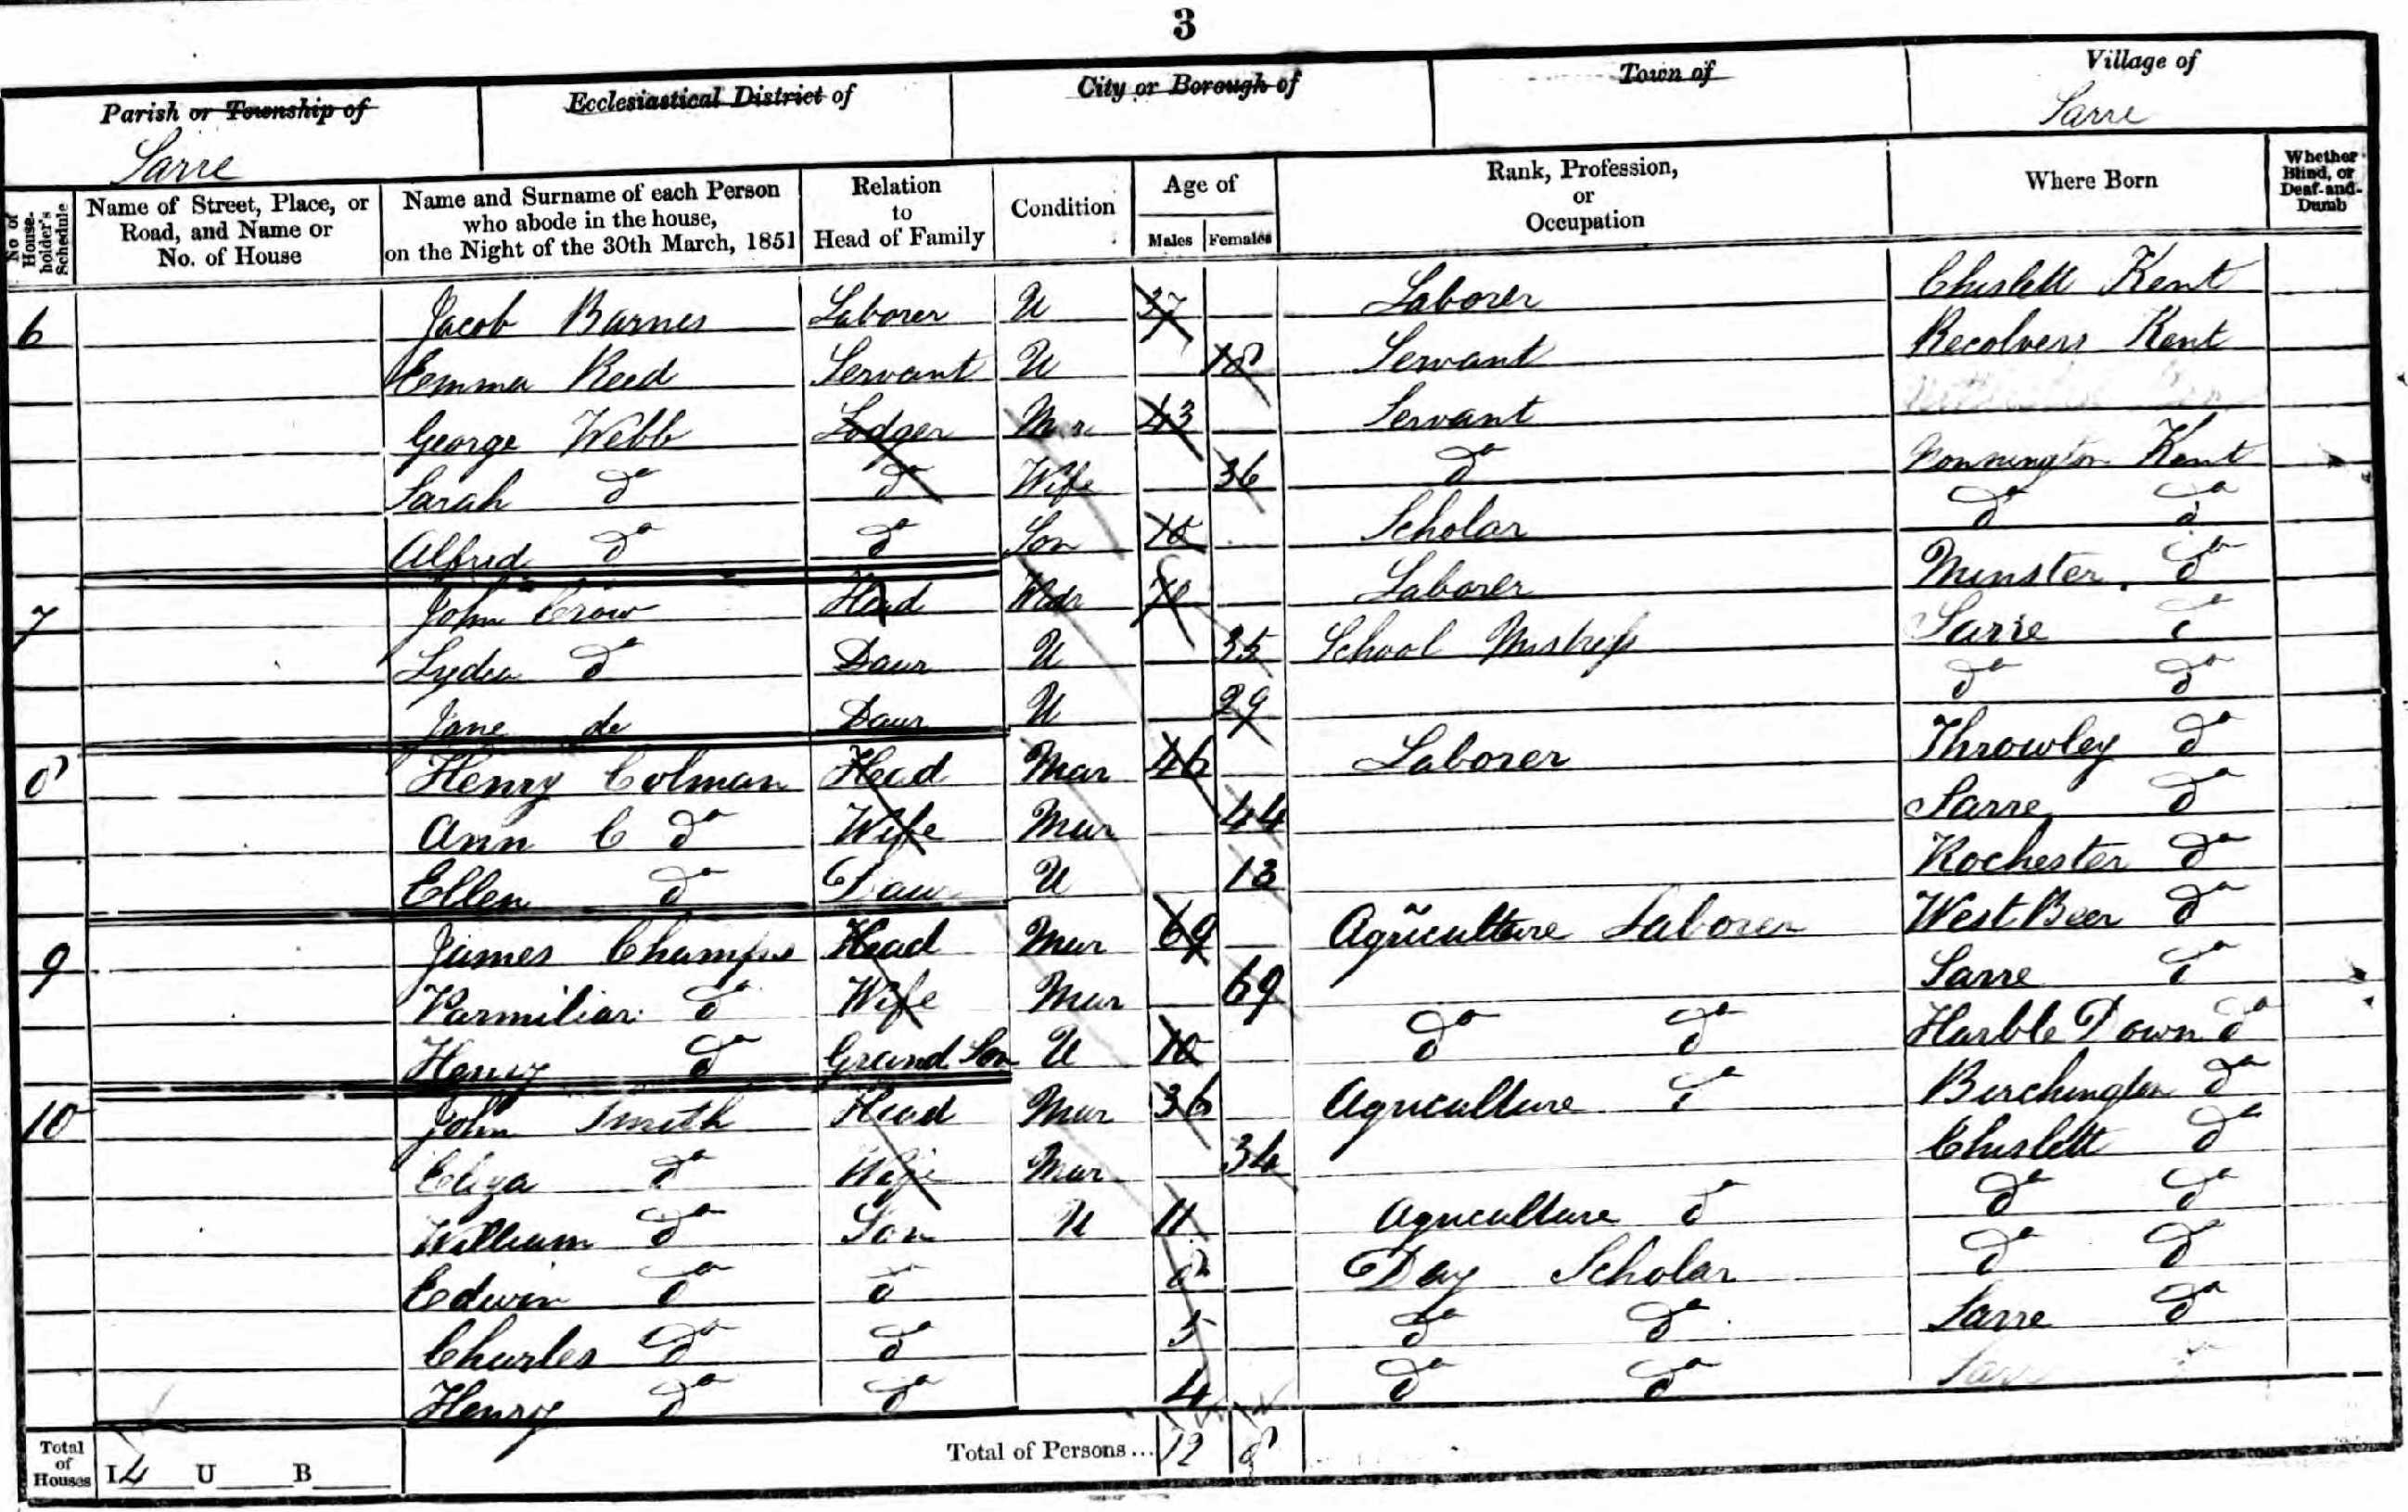 3
Parish or Township of Ecclesiastical District of City or Borough of Town of Village of
Sarre Sarre
No of House-holder's Schedule Name of Street, Place, or Road, and Name or No. of House Name and Surname of each Person who abode in the house, on the Night of the 30th March, 1851 Relation to Head of Family Condition Age of Males Females Rank, Profession, or Occupation Where Born Whether Blind, or Deaf-and-Dumb
6 Jacob Barnes Laborer U 37 Laborer Chislett Kent
Emma Reed Servant U 18 Servant Recolvers Kent
George Webb Lodger Mar 43 Servant
Sarah do do Wife 36 do Nonnington Kent
Alfred do do Son 10 Scholar do do
7 John Crow Head Widr Laborer Minster do
Lydia do Daur U 35 School Mistress Sarre do
Jane do Daur U 29 do do
8 Henry Colman Head Mar 46 Laborer Throwley do
Ann C do Wife Mar 44 Sarre do
Ellen do Daur U 13 Rochester do
9 James Head Mar 69 Agriculture Laborer West Beer do
Parmiliar do Wife Mar 69 Sarre do
Henry do Grand Son U 10 do do Harble Down do
10 John Smith Head Mar 36 Agriculture do Birchington do
Eliza do Wife Mar 34 Chislett do
William do Son U 11 Agriculture do do do
Edwin do do 8 Day Scholar do do
Charles do do 5 do do Sarre do
Henry do do 4 do do
Total of Houses I 4 U B Total of Persons... 12 8